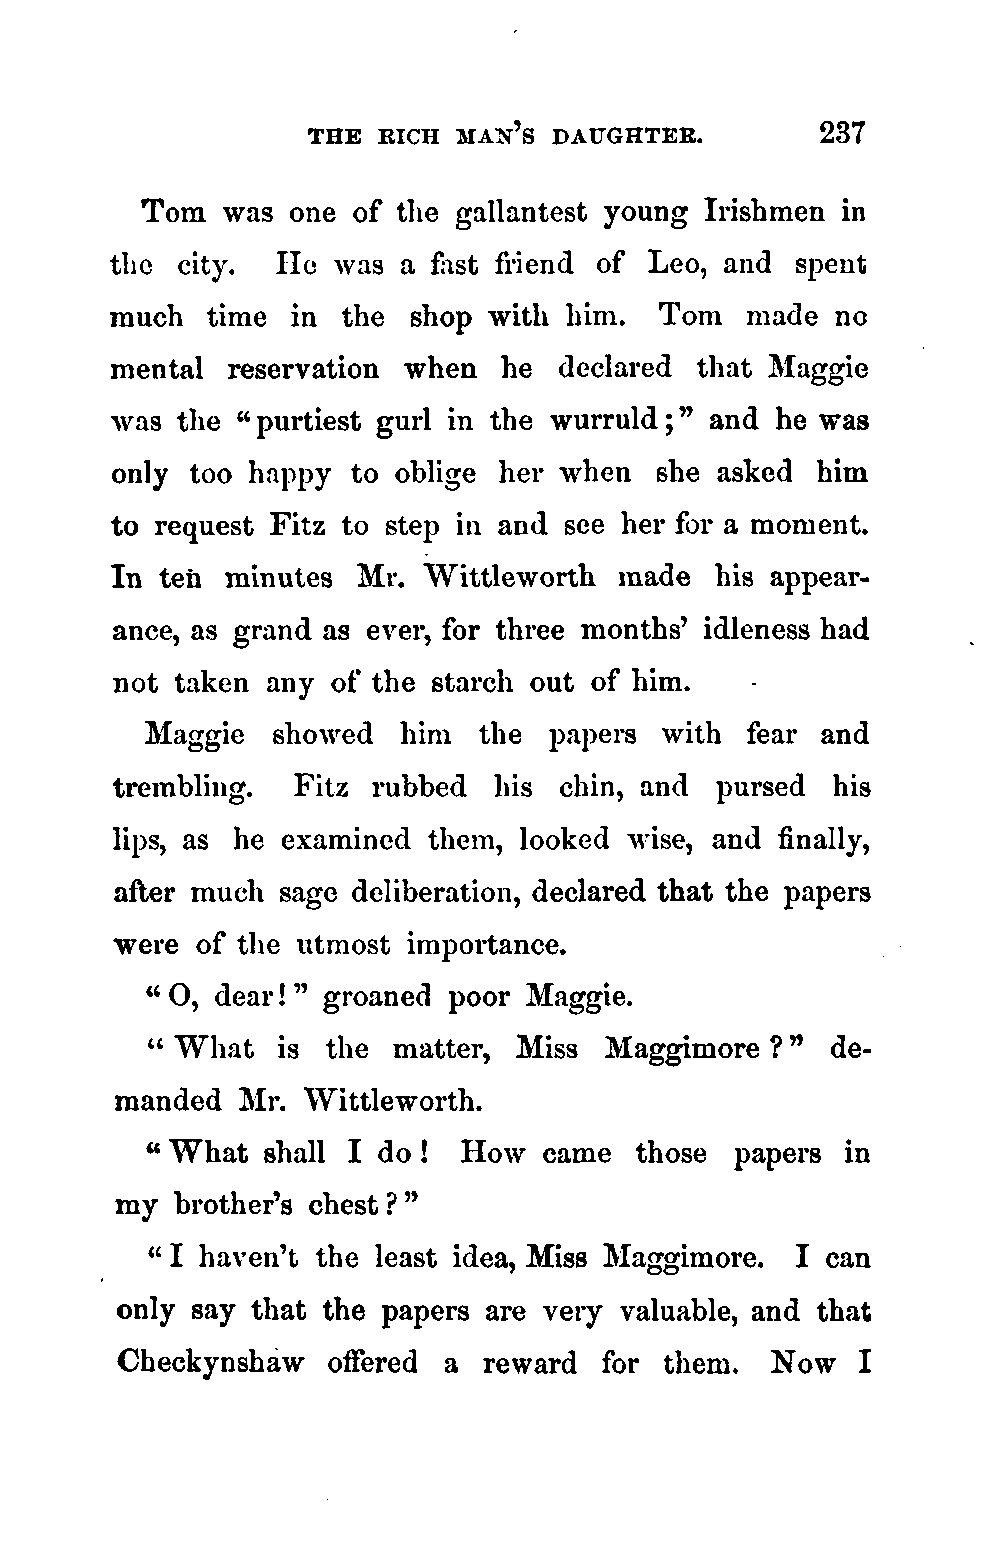 THE RICH MAN'S DAUGHTER. 237
Tom was one of the gallantest young Irishmen in
the city. He was a fast friend of Leo, and spent
much time in the shop with him. Tom made no
mental reservation when he declared that Maggie
was the "purtiest gurl in the wurruld;" and he was
only too happy to oblige her when she asked him
to request Fitz to step in and see her for a moment.
In ten minutes Mr. Wittleworth made his appear-
ance, as grand as ever, for three months' idleness had
not taken any of the starch out of him.
Maggie showed him the papers with fear and
trembling. Fitz rubbed his chin, and pursed his
lips, as he examined them, looked wise, and finally,
after much sage deliberation, declared that the papers
were of the utmost importance.
"O, dear!" groaned poor Maggie.
"What is the matter, Miss Maggimore?" de-
manded Mr. Wittleworth.
"What shall I do! How came those papers in
my brother's chest?"
"I haven't the least idea, Miss Maggimore. I can
only say that the papers are very valuable, and that
Checkynshaw offered a reward for them. Now I